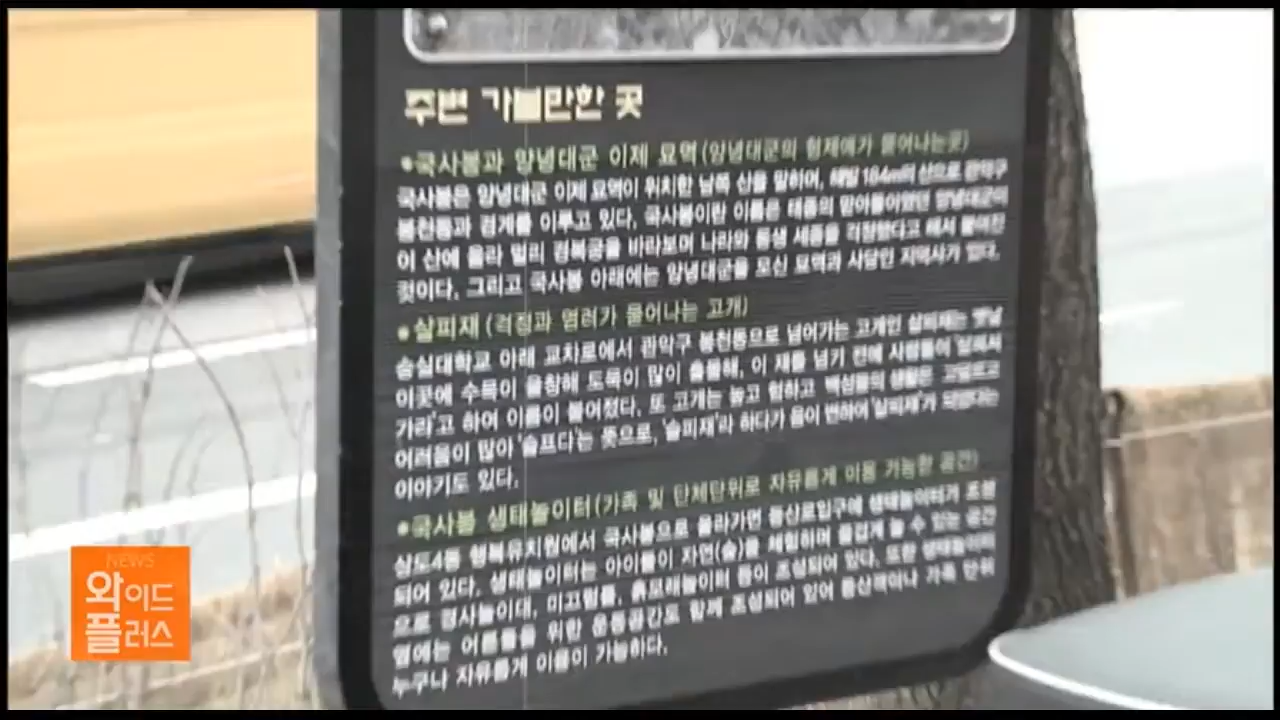 주변 가볼만한 곳
●국사봉과 양녕대군 이제 묘역(양녕대군의 형제애가 묻어나는곳)
국사봉은 양녕대군 이제 묘역이 위치한 남쪽 산을 말하며, 해발 184m의 산으로 관악구
봉천동과 경계를 이루고 있다. 국사봉이란 이름은 태종의 맏아들이었던 양녕대군이
이 산에 올라 멀리 경복궁을 바라보며 나라와 동생 세종을 걱정했다고 해서 붙여진
것이다. 그리고 국사봉 아래에는 양녕대군을 모신 묘역과 사당인 지덕사가 있다.
●살피재 (걱정과 염려가 묻어나는 고개)
숭실대학교 아래 교차로에서 관악구 봉천동으로 넘어가는 고개인 살피재는 옛날
이곳에 수목이 울창해 도둑이 많이 출몰해, 이 재를 넘기 전에 사람들이 '살펴서
가라'고 하여 이름이 붙여졌다. 또 고개는 높고 험하고 백성들의 생활은 고달프고
어려움이 많아 '슬프다'는 뜻으로, '슬피재'라 하다가 음이 변하여 '살피재'가 되었다는
이야기도 있다.
●국사봉 생태놀이터(가족 및 단체단위로 자유롭게 이용 가능한 공간)
상도4동 행복유치원에서 국사봉으로 올라가면 등산로입구에 생태놀이터가 조성
되어 있다. 생태놀이터는 아이들이 자연(숲)을 체험하며 즐겁게 놀 수 있는 공간
으로 경사놀이대, 미끄럼틀, 흙모래놀이터 등이 조성되어 있다. 또한 생태놀이터
옆에는 어른들을 위한 운동공간도 함께 조성되어 있어 등산객이나 가족 단위
누구나 자유롭게 이용이 가능하다.
NEWS
와이드
플러스